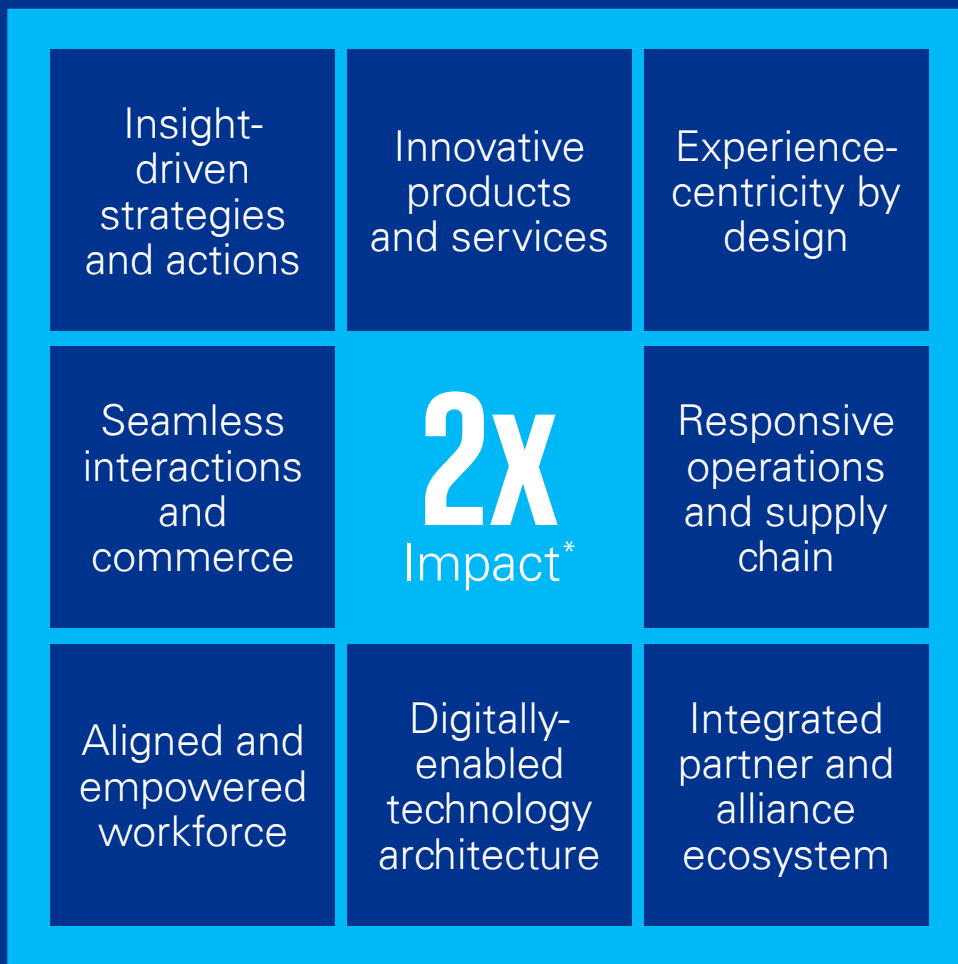 Insight-
driven
strategies
and actions
Innovative
products
and services
Experience-
centricity by
design
Seamless
interactions
and
commerce
2x
Impact*
Responsive
operations
and supply
chain
Aligned and
empowered
workforce
Digitally-
enabled
technology
architecture
Integrated
partner and
alliance
ecosystem